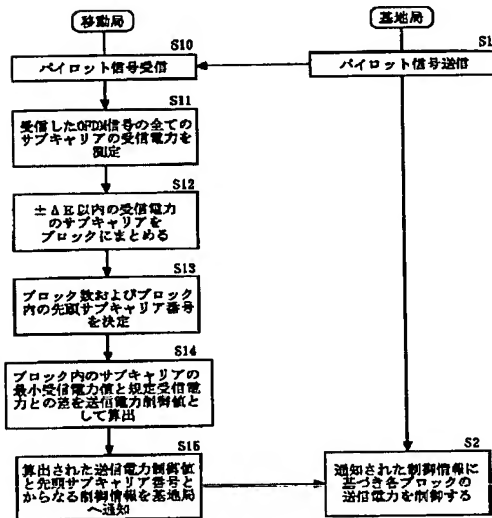 移動局
基地局
S10
S1
パイロット信号受信
パイロット信号送信
S11
受信したOFDM信号の全ての
サブキャリアの受信電力を
測定
S12
±ΔE以内の受信電力
のサブキャリアを
ブロックにまとめる
S13
ブロック数およびブロック
内の先頭サブキャリア番号
を決定
S14
ブロック内のサブキャリアの
最小受信電力値と規定受信電
力との差を送信電力制御値と
して算出
S15
算出された送信電力制御値
と先頭サブキャリア番号と
からなる制御情報を基地局
へ通知
S2
通知された制御情報に
基づき各ブロックの
送信電力を制御する